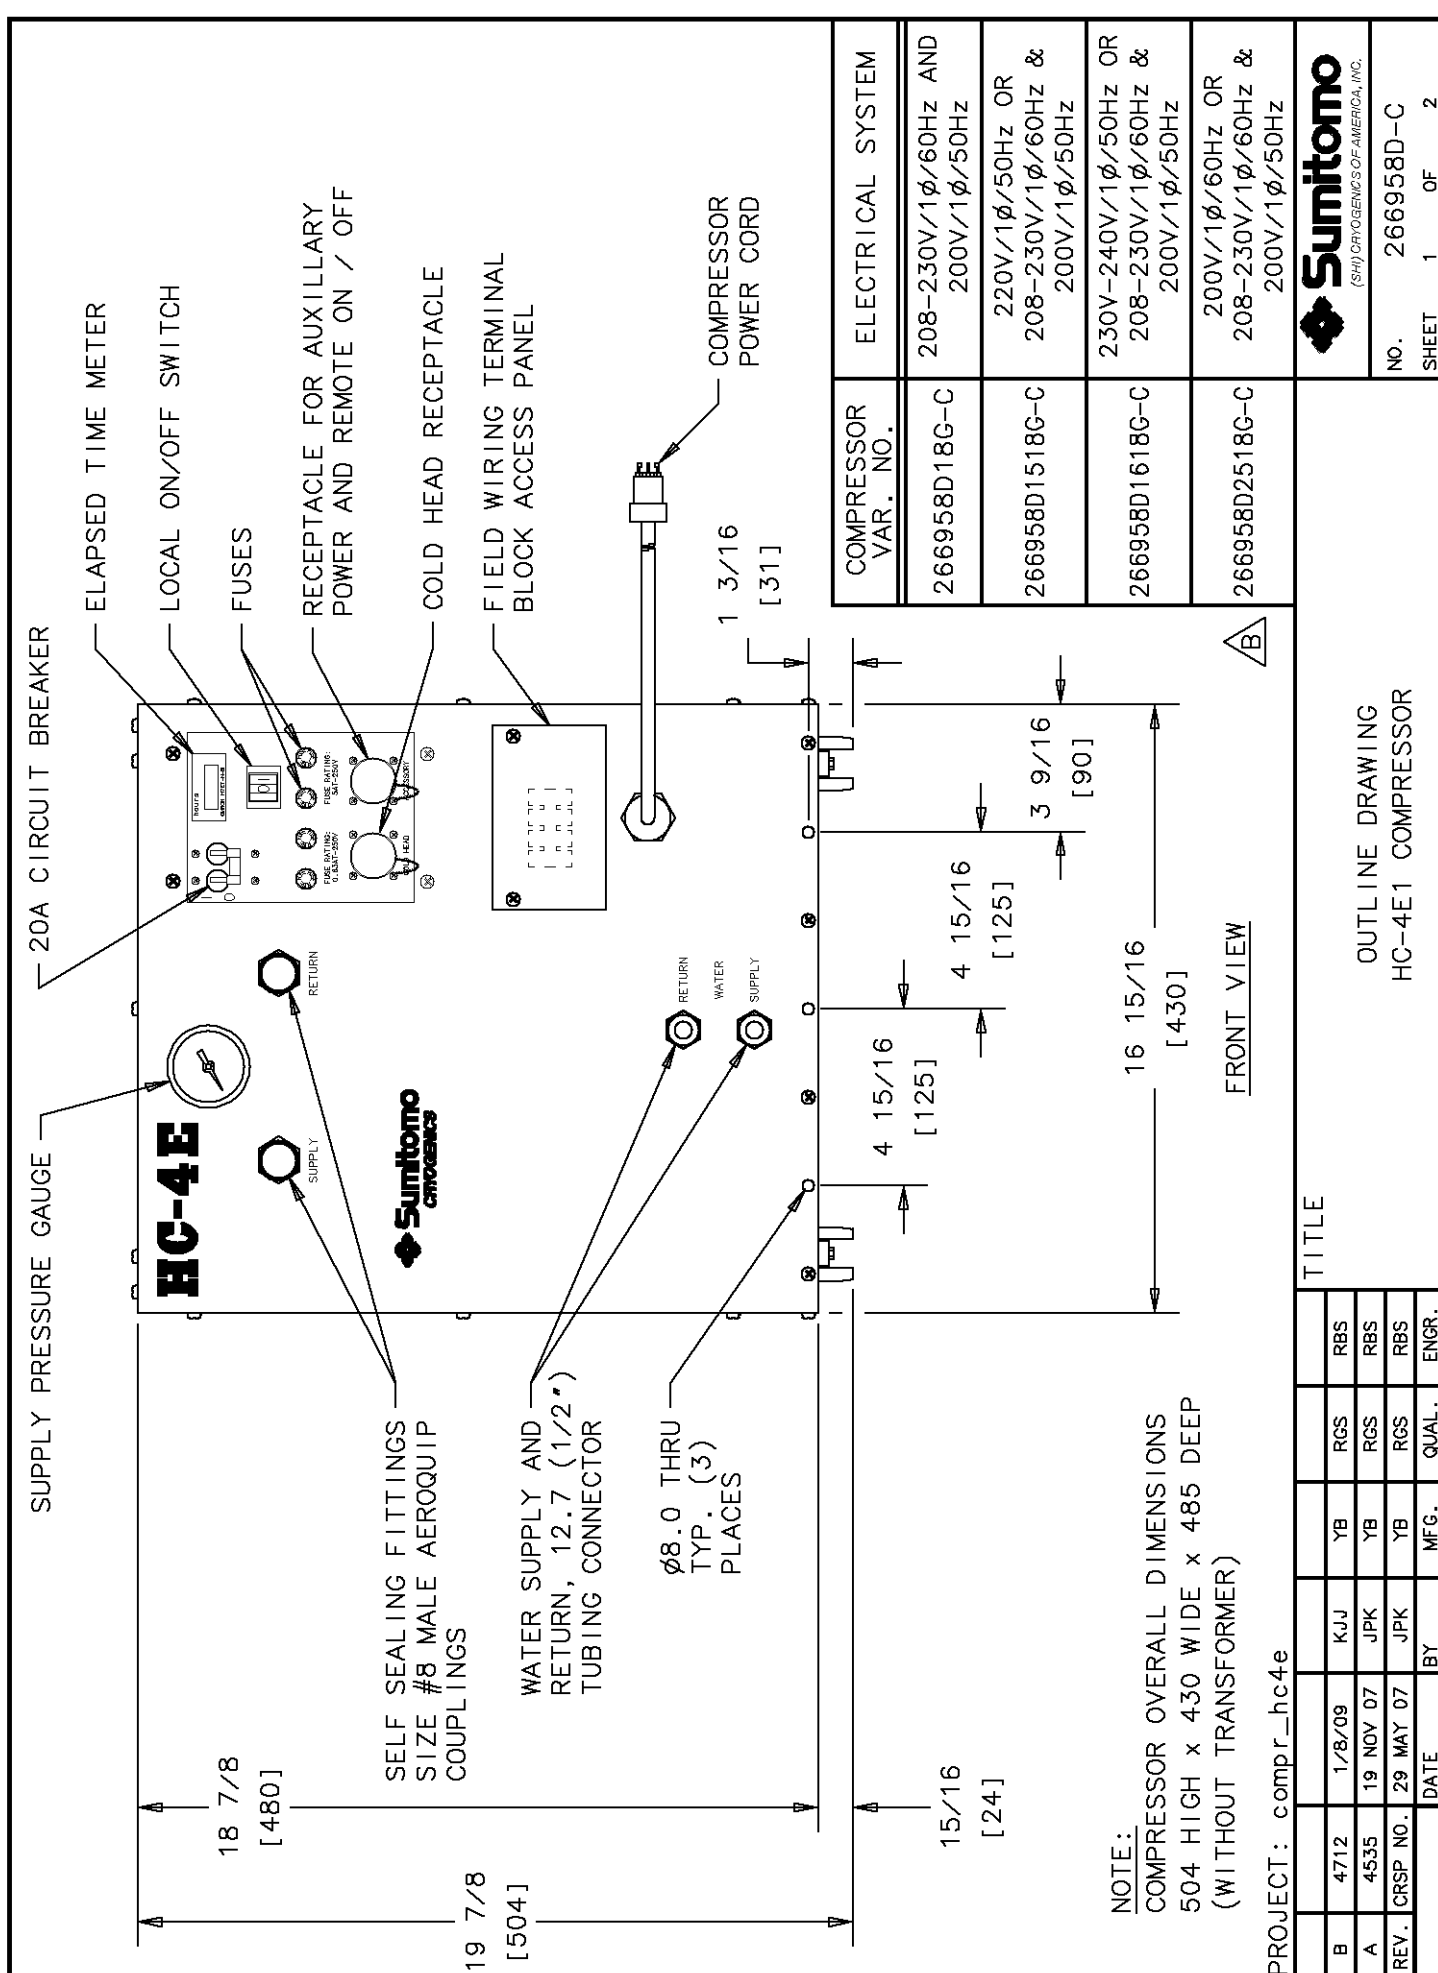 SUPPLY PRESSURE GAUGE
20A CIRCUIT BREAKER
ELAPSED TIME METER
LOCAL ON/OFF SWITCH
FUSES
RECEPTACLE FOR AUXILLARY
POWER AND REMOTE ON / OFF
COLD HEAD RECEPTACLE
FIELD WIRING TERMINAL
BLOCK ACCESS PANEL
COMPRESSOR
POWER CORD
HC-4E
SUPPLY
RETURN
Sumitomo
CRYOGENICS
hours
FUSE RATING:
0.63AT-250V
FUSE RATING:
5AT-250V
HEAD
RETURN
WATER
SUPPLY
SELF SEALING FITTINGS
SIZE #8 MALE AEROQUIP
COUPLINGS
WATER SUPPLY AND
RETURN, 12.7 (1/2")
TUBING CONNECTOR
ø8.0 THRU
TYP. (3)
PLACES
18 7/8
[480]
19 7/8
[504]
15/16
[24]
1 3/16
[31]
3 9/16
[90]
4 15/16
[125]
4 15/16
[125]
16 15/16
[430]
FRONT VIEW
NOTE:
COMPRESSOR OVERALL DIMENSIONS
504 HIGH x 430 WIDE x 485 DEEP
(WITHOUT TRANSFORMER)
PROJECT: compr_hc4e
B
COMPRESSOR VAR. NO. ELECTRICAL SYSTEM
266958D18G-C 208-230V/1ø/60Hz AND
200V/1ø/50Hz
266958D1518G-C 220V/1ø/50Hz OR
208-230V/1ø/60Hz &
200V/1ø/50Hz
266958D1618G-C 230V-240V/1ø/50Hz OR
208-230V/1ø/60Hz &
200V/1ø/50Hz
266958D2518G-C 200V/1ø/60Hz OR
208-230V/1ø/60Hz &
200V/1ø/50Hz
B 4712 1/8/09 KJJ YB RGS RBS
A 4535 19 NOV 07 JPK YB RGS RBS
REV. CRSP NO. 29 MAY 07 JPK YB RGS RBS
DATE BY MFG. QUAL. ENGR.
TITLE
OUTLINE DRAWING
HC-4E1 COMPRESSOR
Sumitomo
(SHI) CRYOGENICS OF AMERICA, INC.
NO. 266958D-C
SHEET 1 OF 2